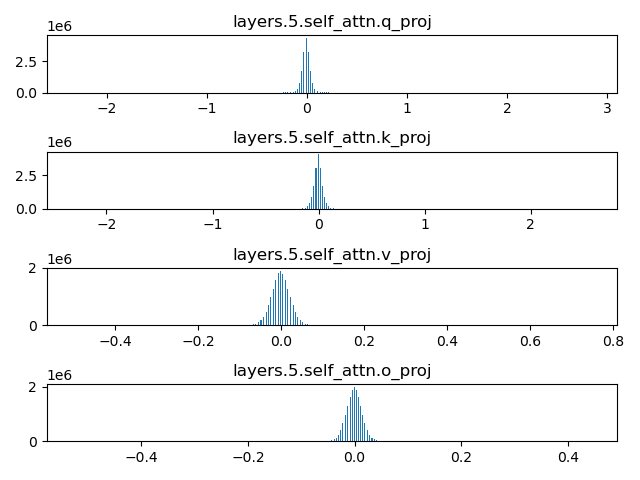 layers.5.self_attn.q_proj
1e6
2.5
0.0
−2 −1 0 1 2 3
layers.5.self_attn.k_proj
1e6
2.5
0.0
−2 −1 0 1 2
layers.5.self_attn.v_proj
1e6
2
0
−0.4 −0.2 0.0 0.2 0.4 0.6 0.8
layers.5.self_attn.o_proj
1e6
2
0
−0.4 −0.2 0.0 0.2 0.4